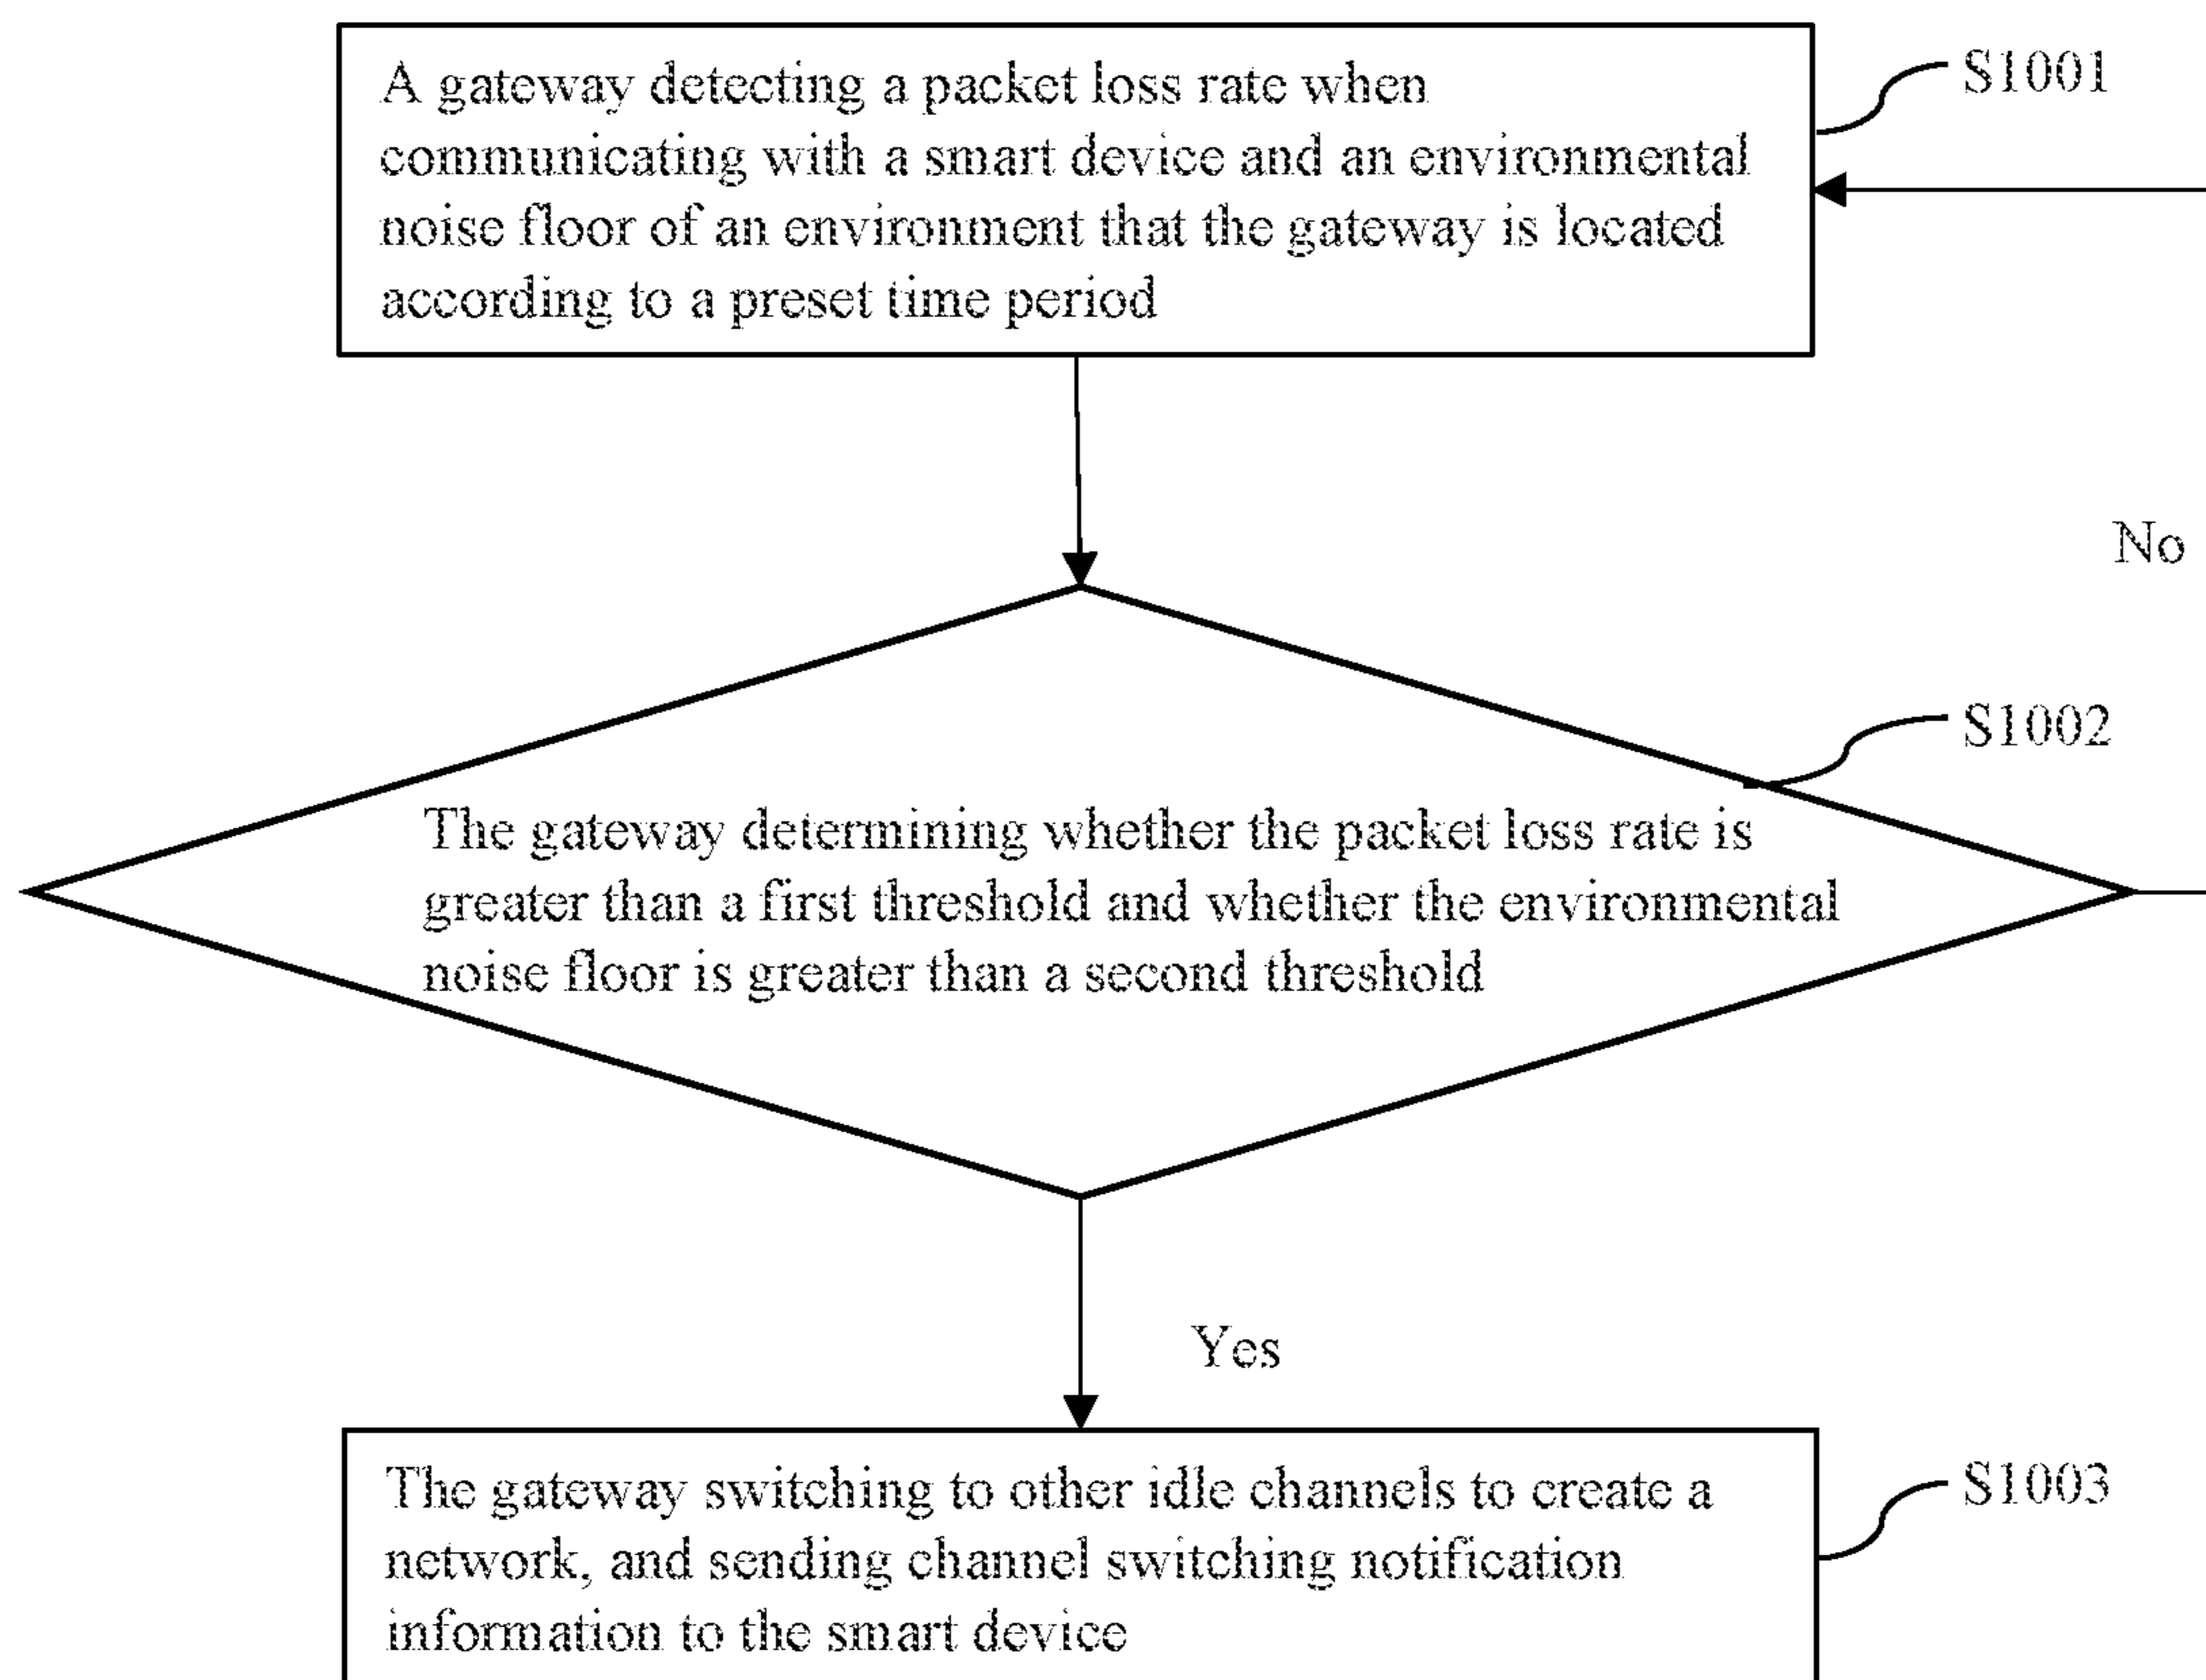 A gateway detecting a packet loss rate when
communicating with a smart device and an environmental
noise floor of an environment that the gateway is located
according to a preset time period
S1001
No
S1002
The gateway determining whether the packet loss rate is
greater than a first threshold and whether the environmental
noise floor is greater than a second threshold
Yes
The gateway switching to other idle channels to create a
network, and sending channel switching notification
information to the smart device
S1003